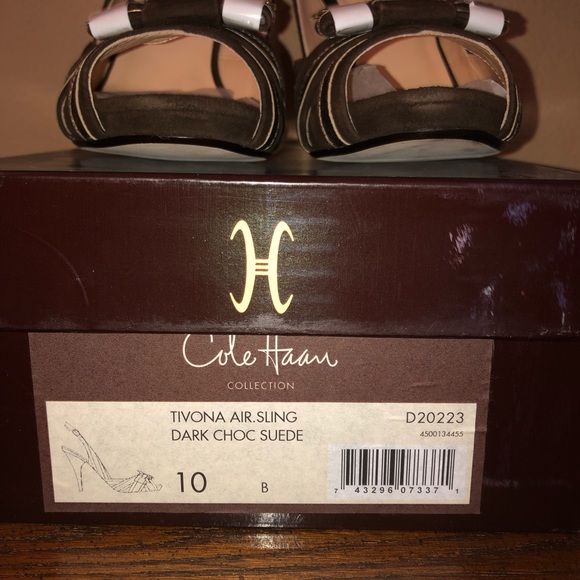 Cole Haan
COLLECTION
TIVONA AIR.SLING D20223
DARK CHOC SUEDE 4500134455
10 B
7 43296 07337 1